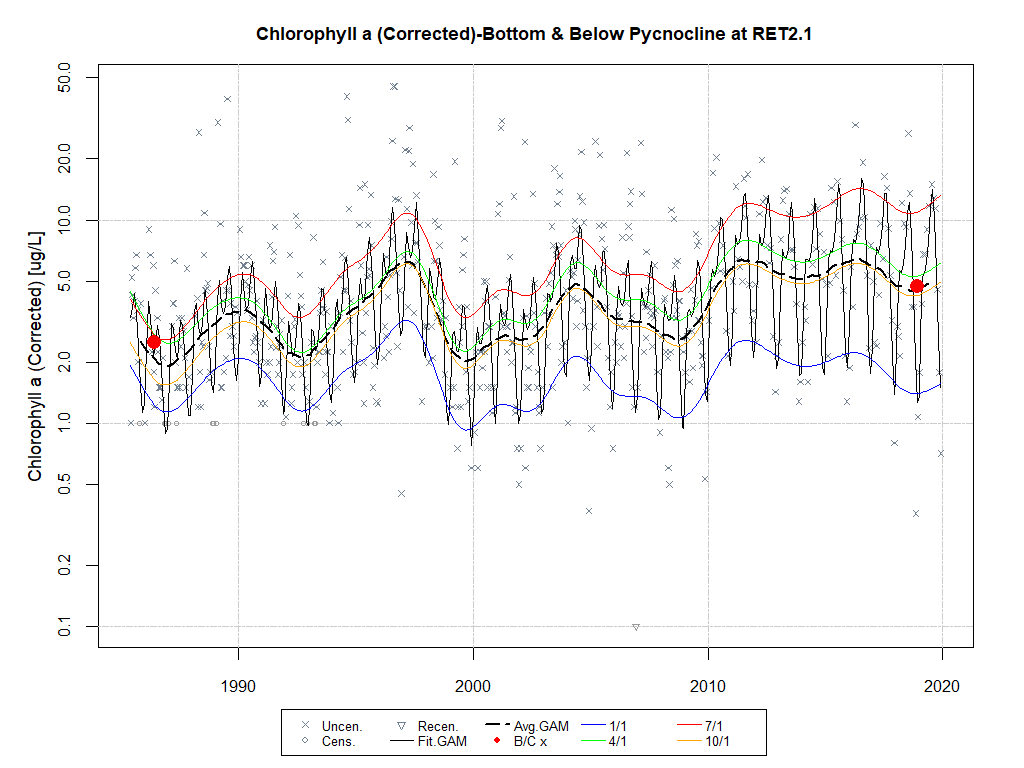 Chlorophyll a (Corrected)-Bottom & Below Pycnocline at RET2.1
Chlorophyll a (Corrected) [ug/L]
50.0
20.0
10.0
5.0
2.0
1.0
0.5
0.2
0.1
1990 2000 2010 2020
Uncen. Recen. Avg.GAM 1/1 7/1
Cens. Fit.GAM B/C x 4/1 10/1